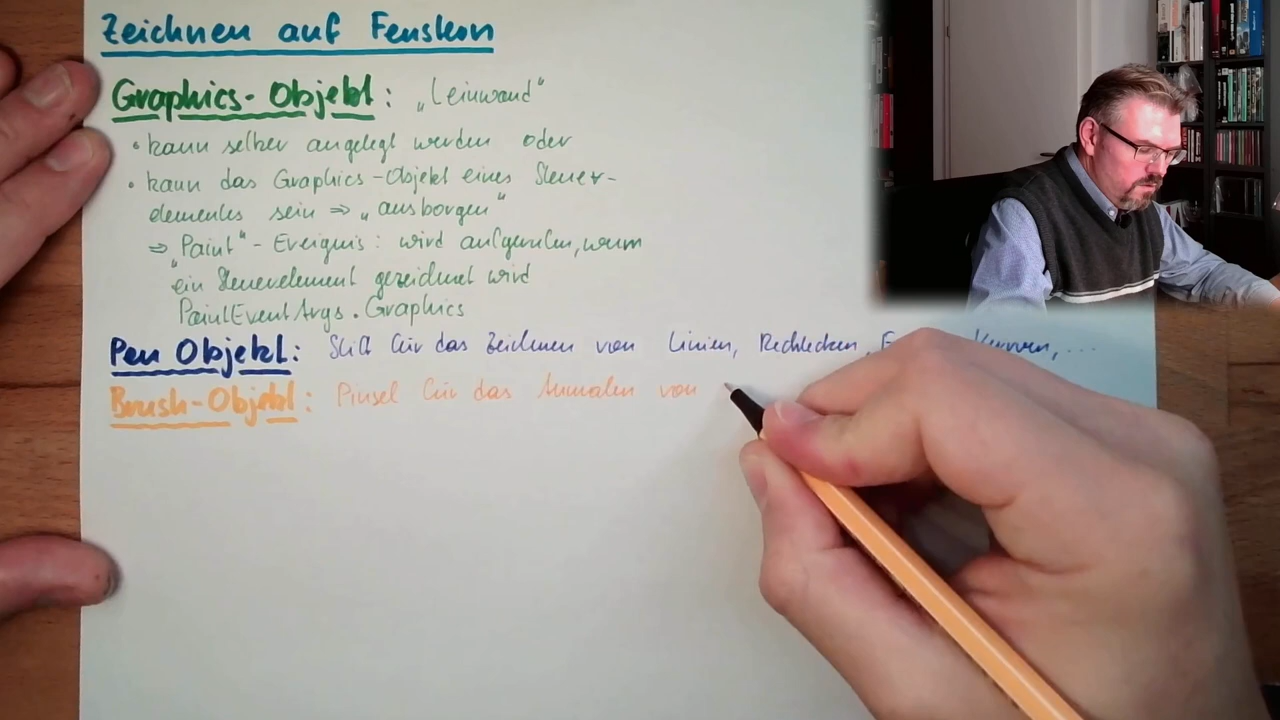 Zeichnen auf Fenstern
Graphics-Objekt: „Leinwand"
• kann selber angelegt werden oder
• kann das Graphics-Objekt eines Steuer-
elementes sein ⇒ „ausborgen"
⇒ „Paint"-Ereignis: wird aufgerufen, wenn
ein Steuerelement gezeichnet wird
PaintEventArgs.Graphics
Pen Objekt: Stift für das Zeichnen von Linien, Rechtecken, Kurven, ...
Brush-Objekt: Pinsel für das Ausmalen von